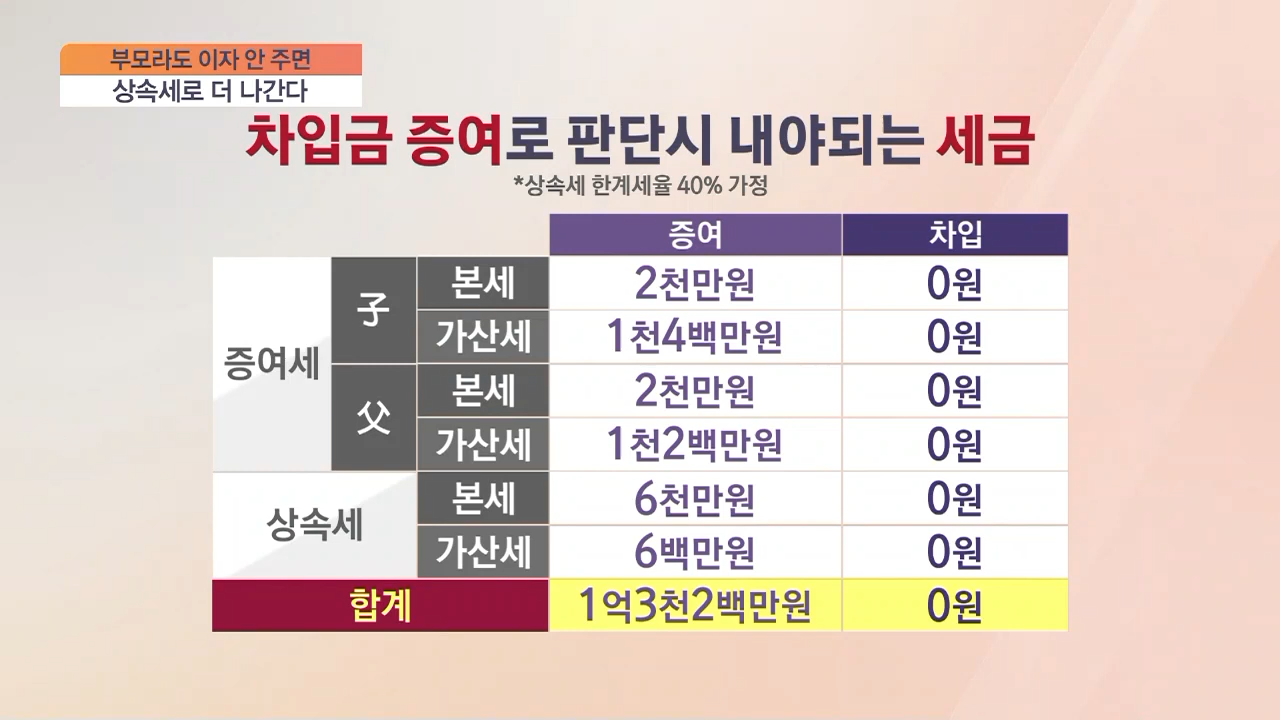 부모라도 이자 안 주면
상속세로 더 나간다
차입금 증여로 판단시 내야되는 세금
*상속세 한계세율 40% 가정
증여 차입
증여세 子 본세 2천만원 0원
가산세 1천4백만원 0원
父 본세 2천만원 0원
가산세 1천2백만원 0원
상속세 본세 6천만원 0원
가산세 6백만원 0원
합계 1억3천2백만원 0원